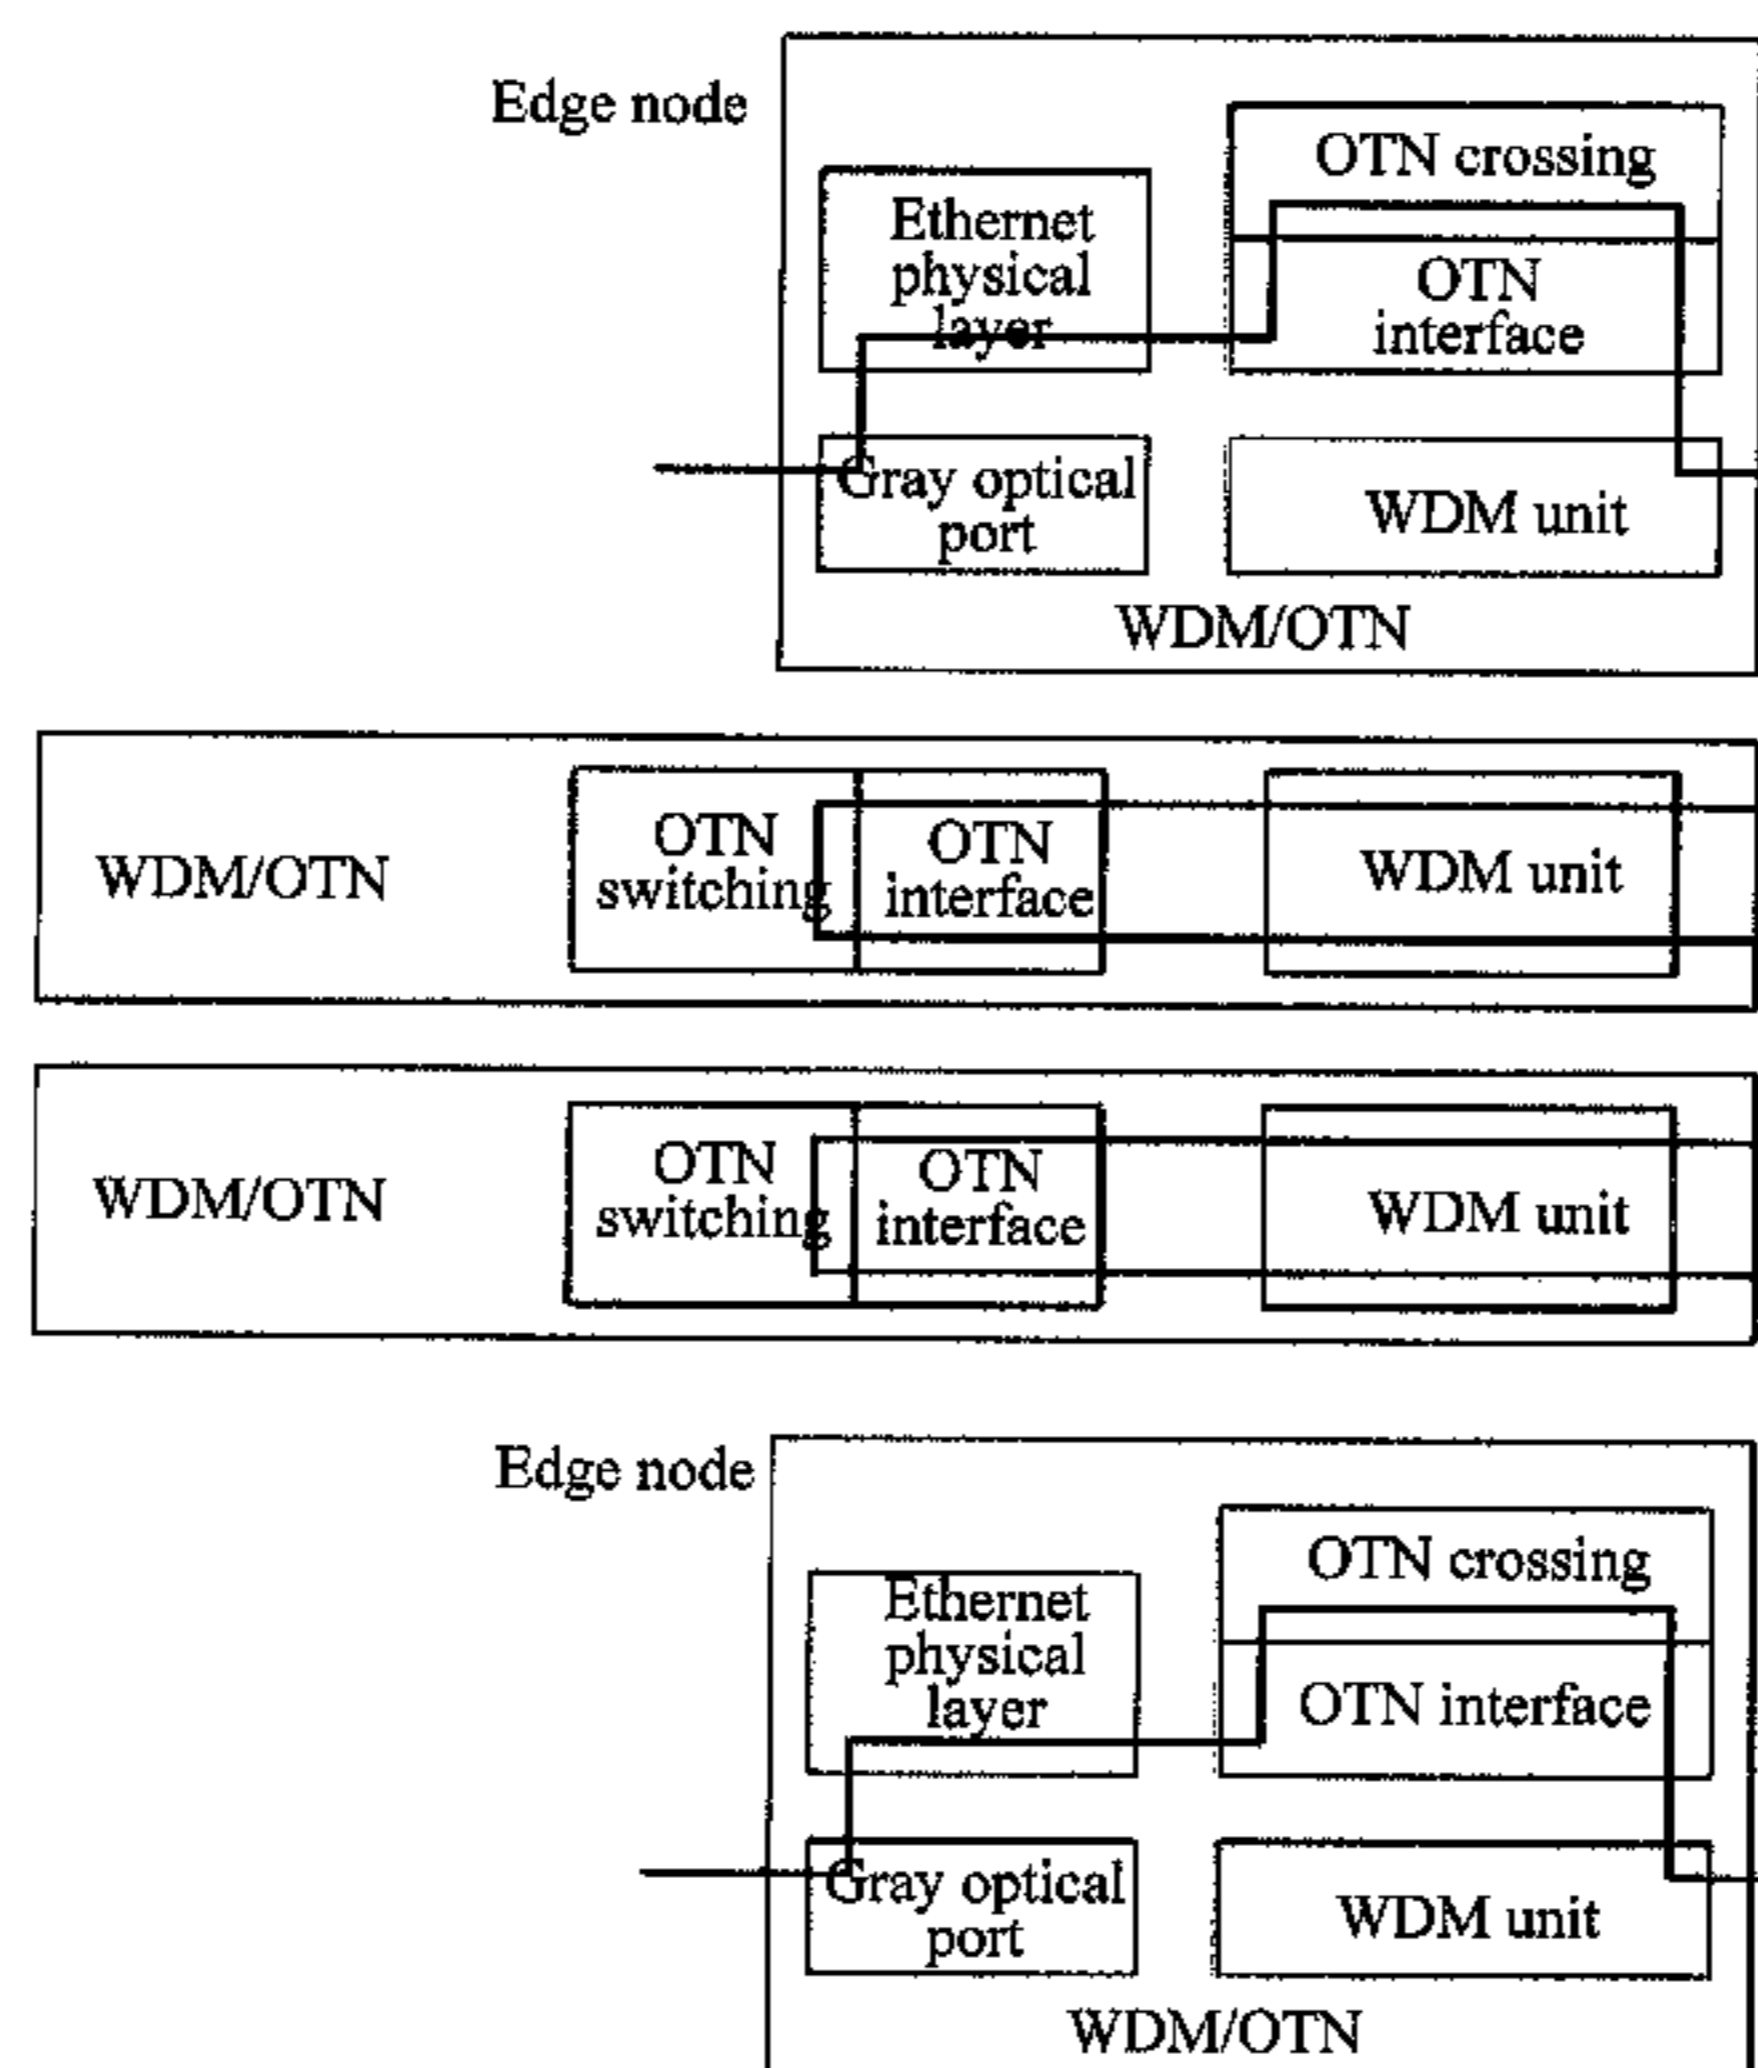 Edge node
OTN crossing
Ethernet
physical
layer
OTN
interface
Gray optical
port
WDM unit
WDM/OTN
WDM/OTN
OTN
switching
OTN
interface
WDM unit
WDM/OTN
OTN
switching
OTN
interface
WDM unit
Edge node
OTN crossing
Ethernet
physical
layer
OTN interface
Gray optical
port
WDM unit
WDM/OTN